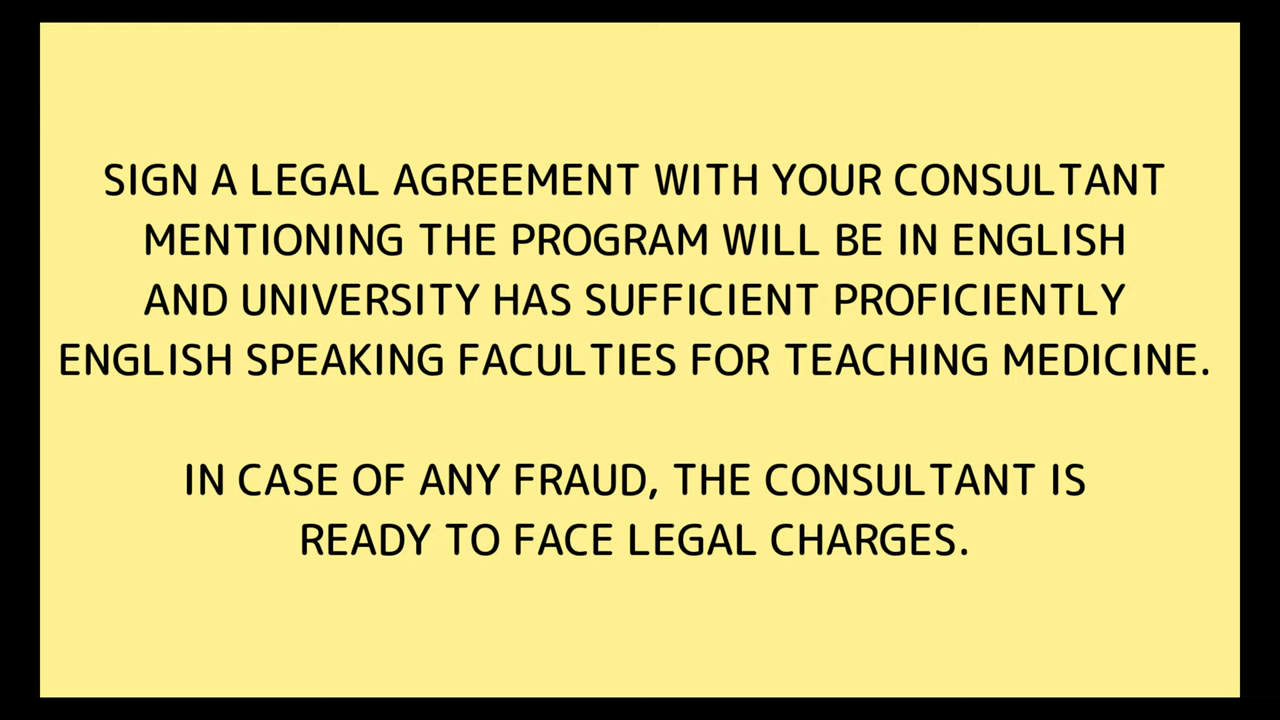 SIGN A LEGAL AGREEMENT WITH YOUR CONSULTANT
MENTIONING THE PROGRAM WILL BE IN ENGLISH
AND UNIVERSITY HAS SUFFICIENT PROFICIENTLY
ENGLISH SPEAKING FACULTIES FOR TEACHING MEDICINE.
IN CASE OF ANY FRAUD, THE CONSULTANT IS
READY TO FACE LEGAL CHARGES.